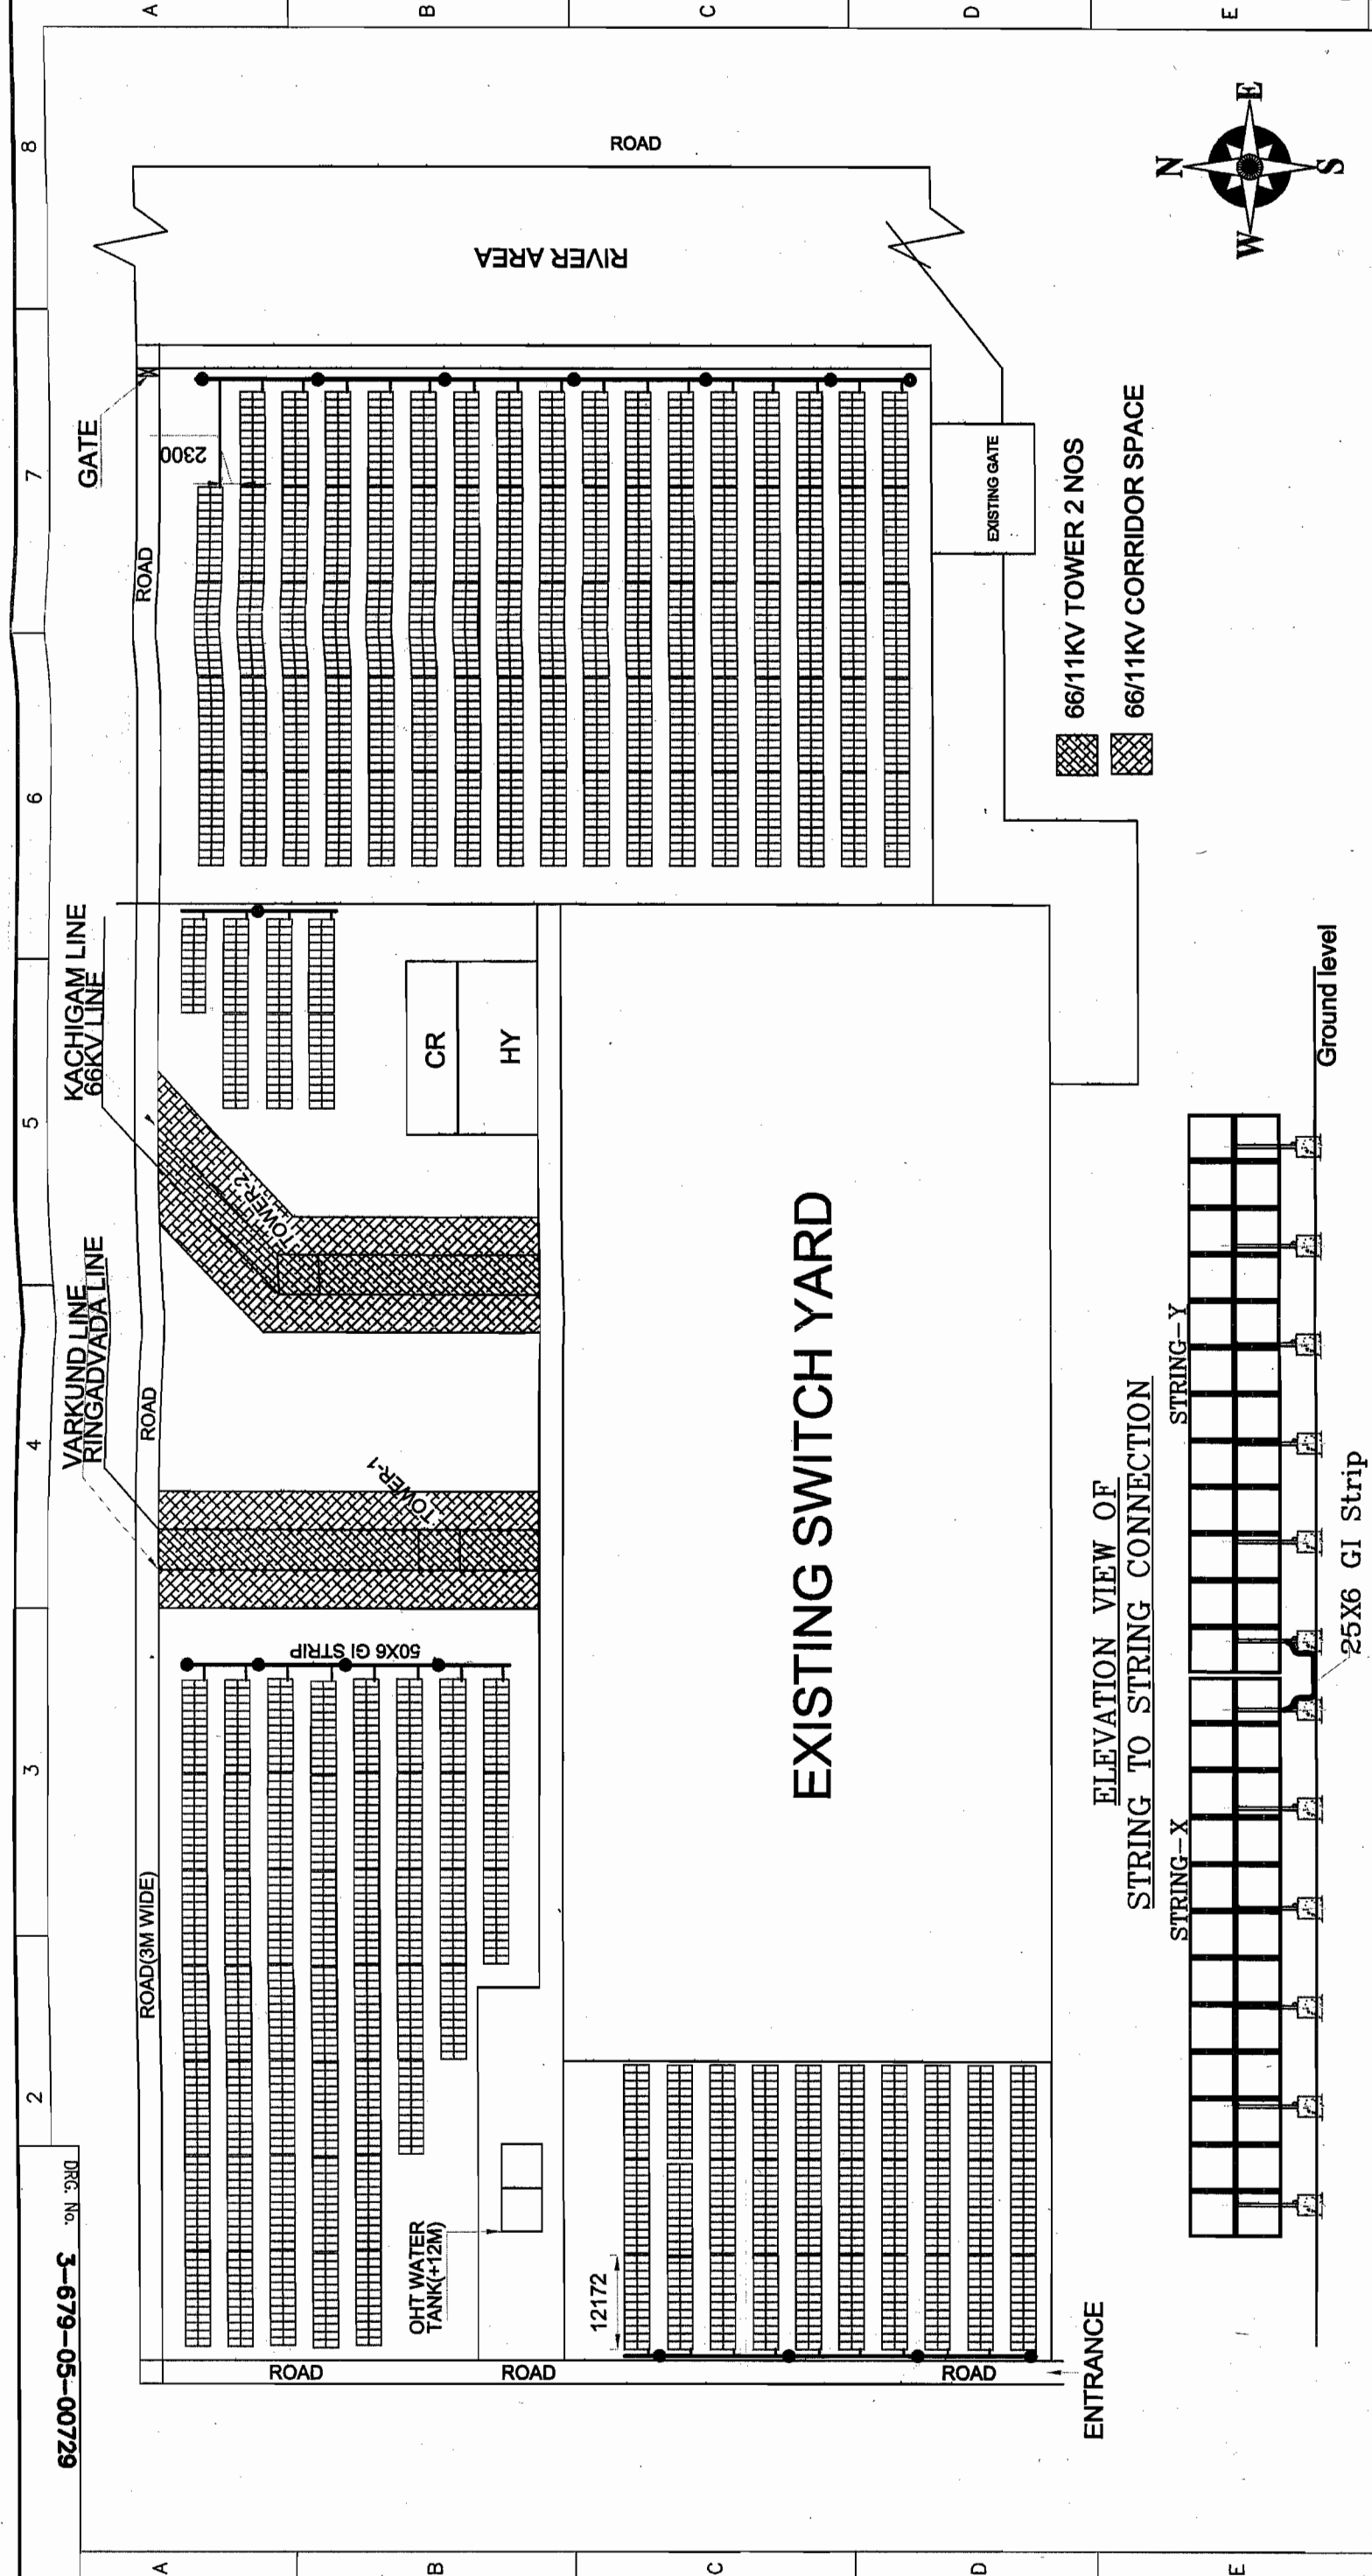 DRG. No. 3-679-05-00729
2
3
4
5
6
7
8
A
B
C
D
E
A
B
C
D
E
VARKUND LINE
RINGADVADA LINE
KACHIGAM LINE
66KV LINE
GATE
ROAD(3M WIDE)
ROAD
ROAD
2300
50X6 GI STRIP
TOWER-1
TOWER-2
CR
HY
RIVER AREA
ROAD
OHT WATER
TANK(+12M)
12172
ROAD
ROAD
ROAD
ENTRANCE
EXISTING SWITCH YARD
EXISTING GATE
66/11KV TOWER 2 NOS
66/11KV CORRIDOR SPACE
N
E
S
W
ELEVATION VIEW OF
STRING TO STRING CONNECTION
STRING-X
STRING-Y
Ground level
25X6 GI Strip